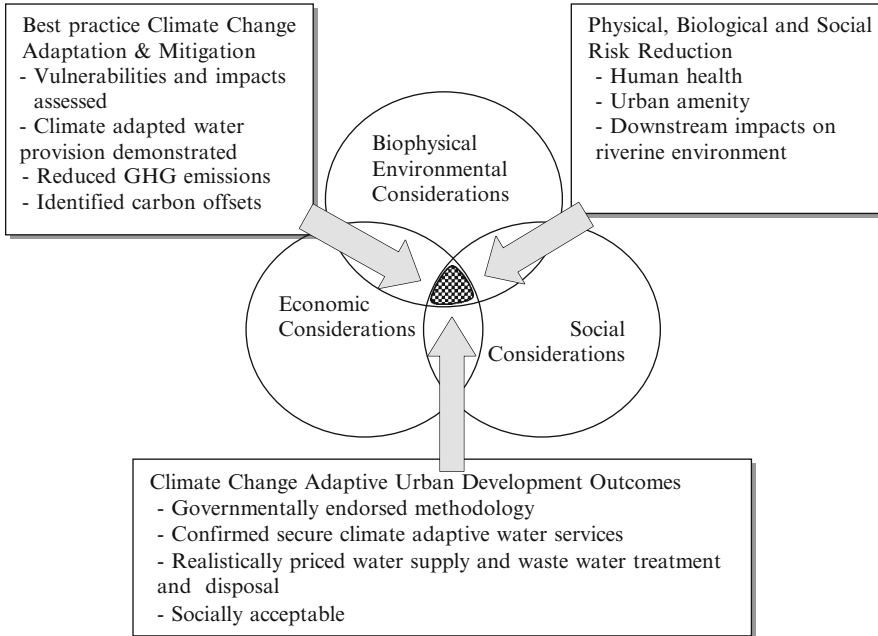 Best practice Climate Change
Adaptation & Mitigation
- Vulnerabilities and impacts
assessed
- Climate adapted water
provision demonstrated
- Reduced GHG emissions
- Identified carbon offsets
Physical, Biological and Social
Risk Reduction
- Human health
- Urban amenity
- Downstream impacts on
riverine environment
Biophysical
Environmental
Considerations
Economic
Considerations
Social
Considerations
Climate Change Adaptive Urban Development Outcomes
- Governmentally endorsed methodology
- Confirmed secure climate adaptive water services
- Realistically priced water supply and waste water treatment
and disposal
- Socially acceptable